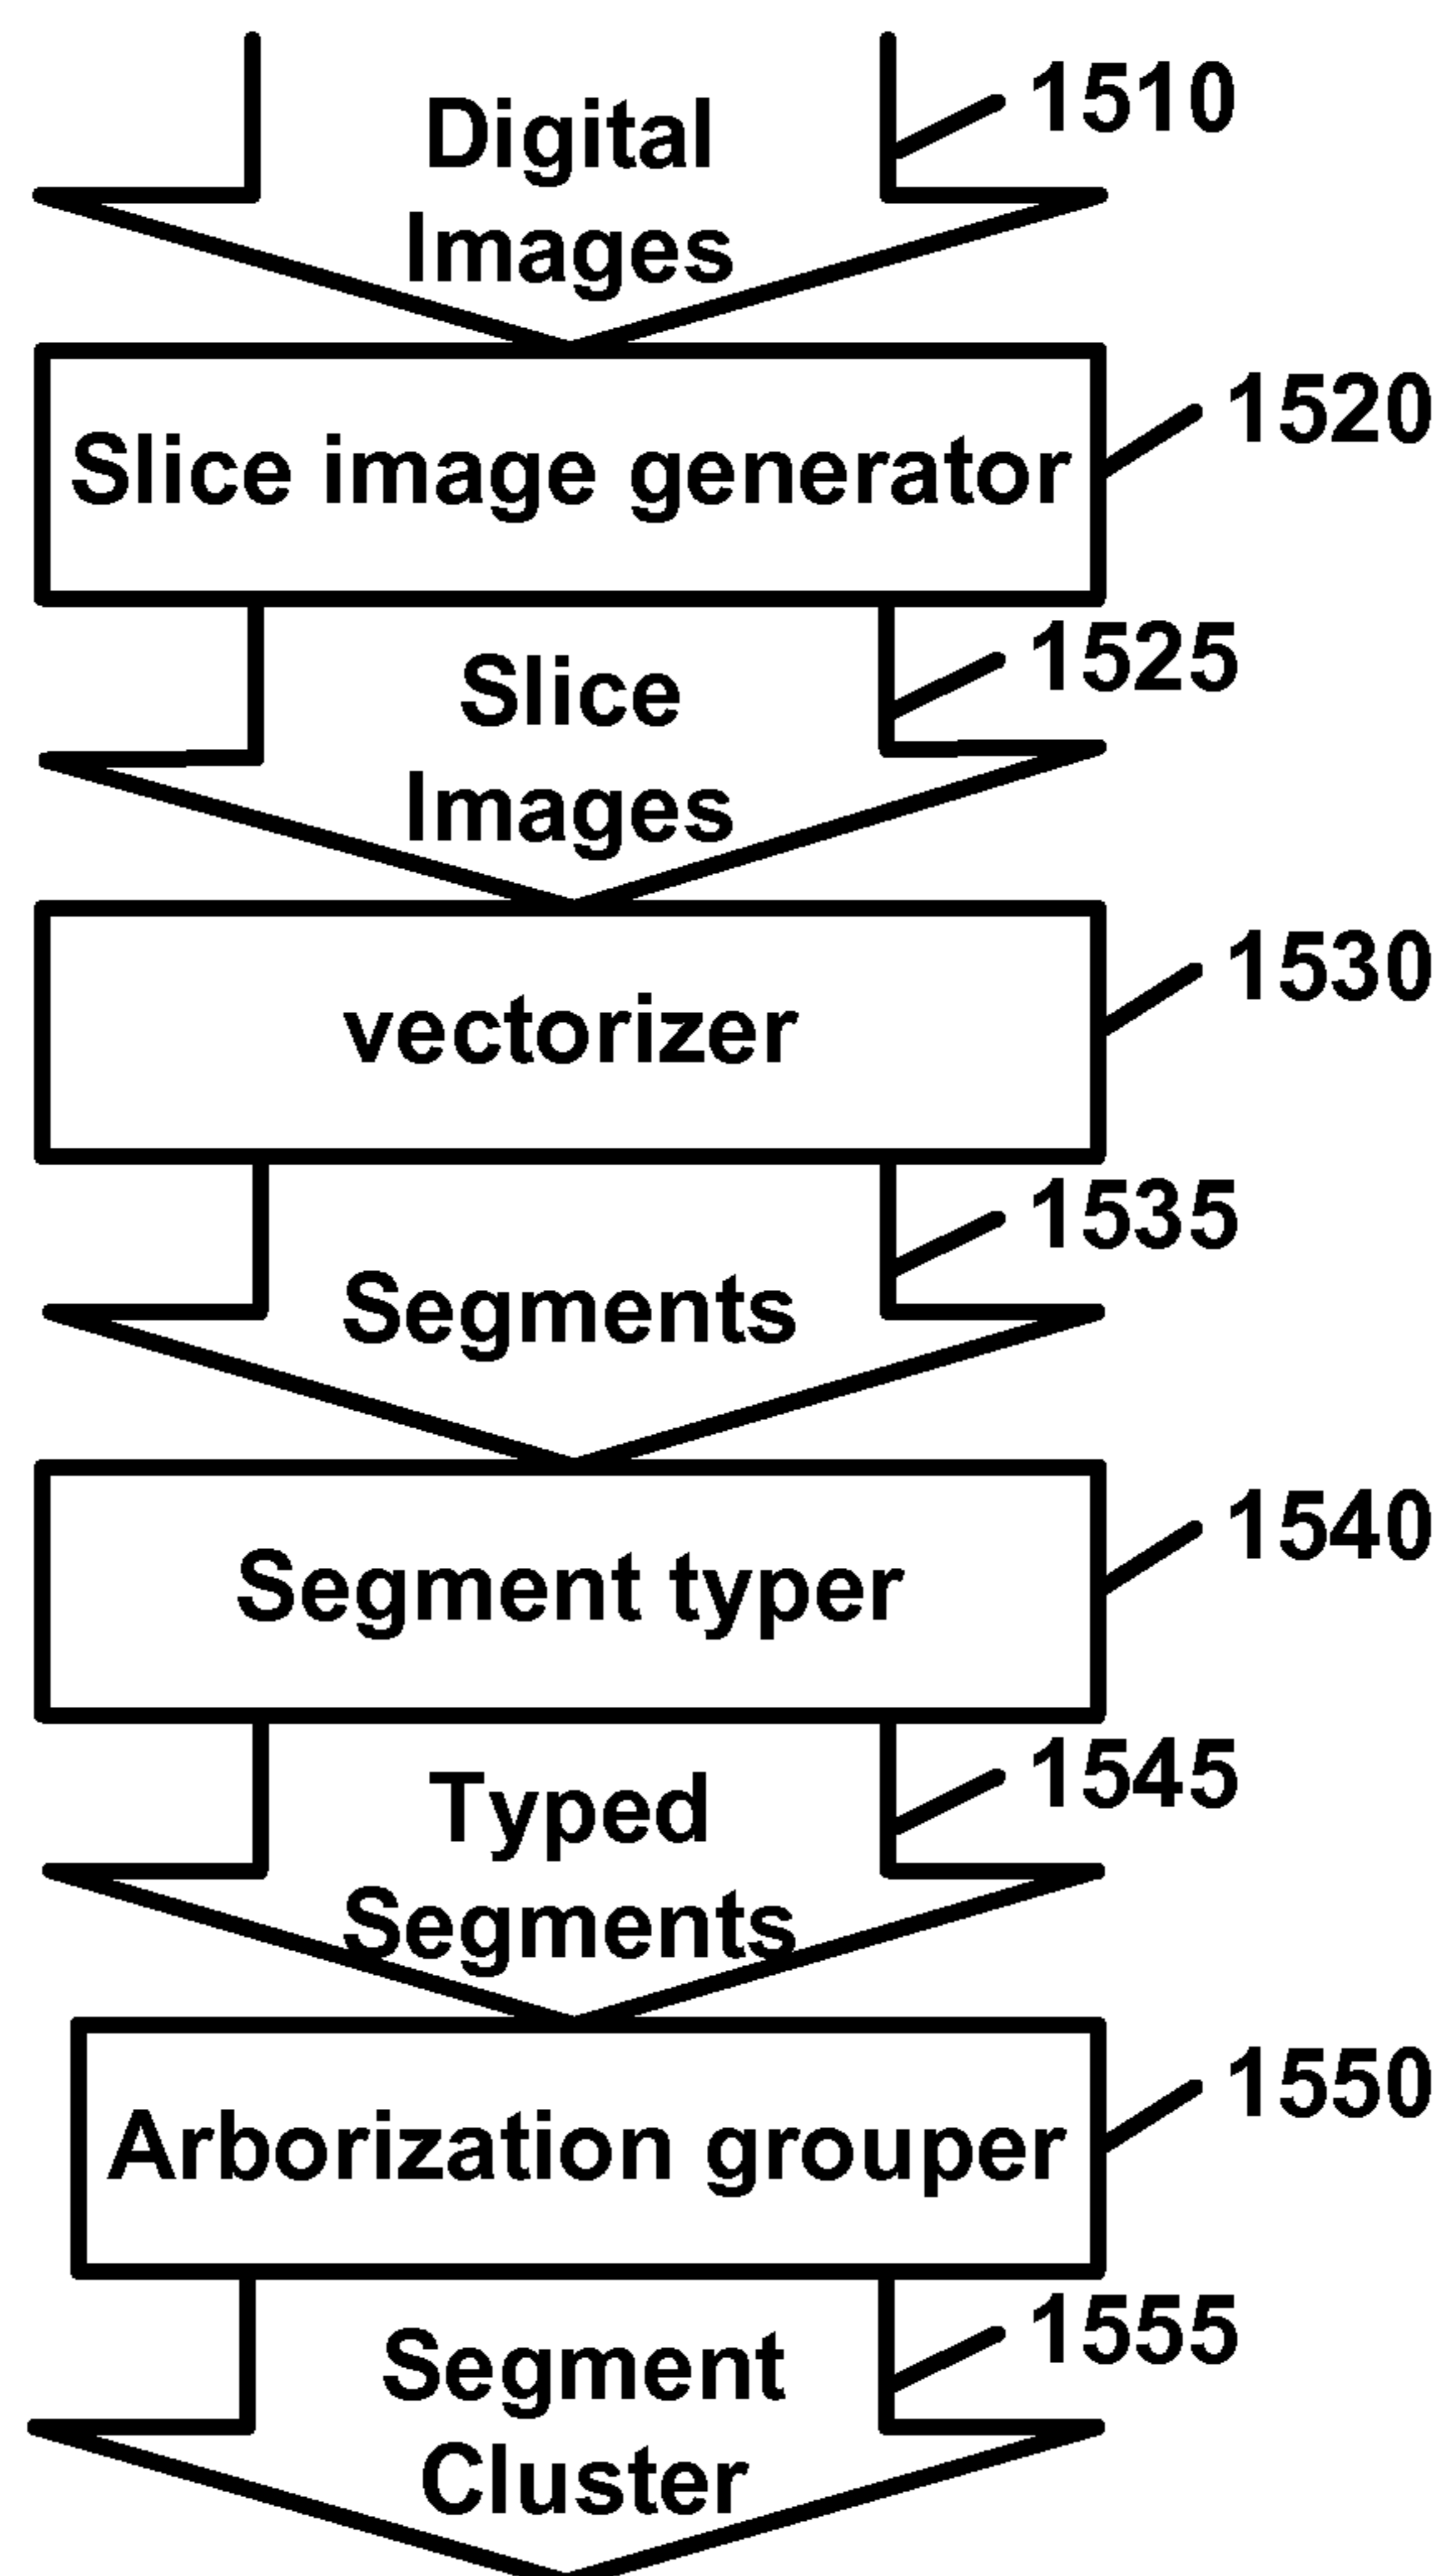 Digital
Images
1510
Slice image generator
1520
Slice
Images
1525
vectorizer
1530
Segments
1535
Segment typer
1540
Typed
Segments
1545
Arborization grouper
1550
Segment
Cluster
1555